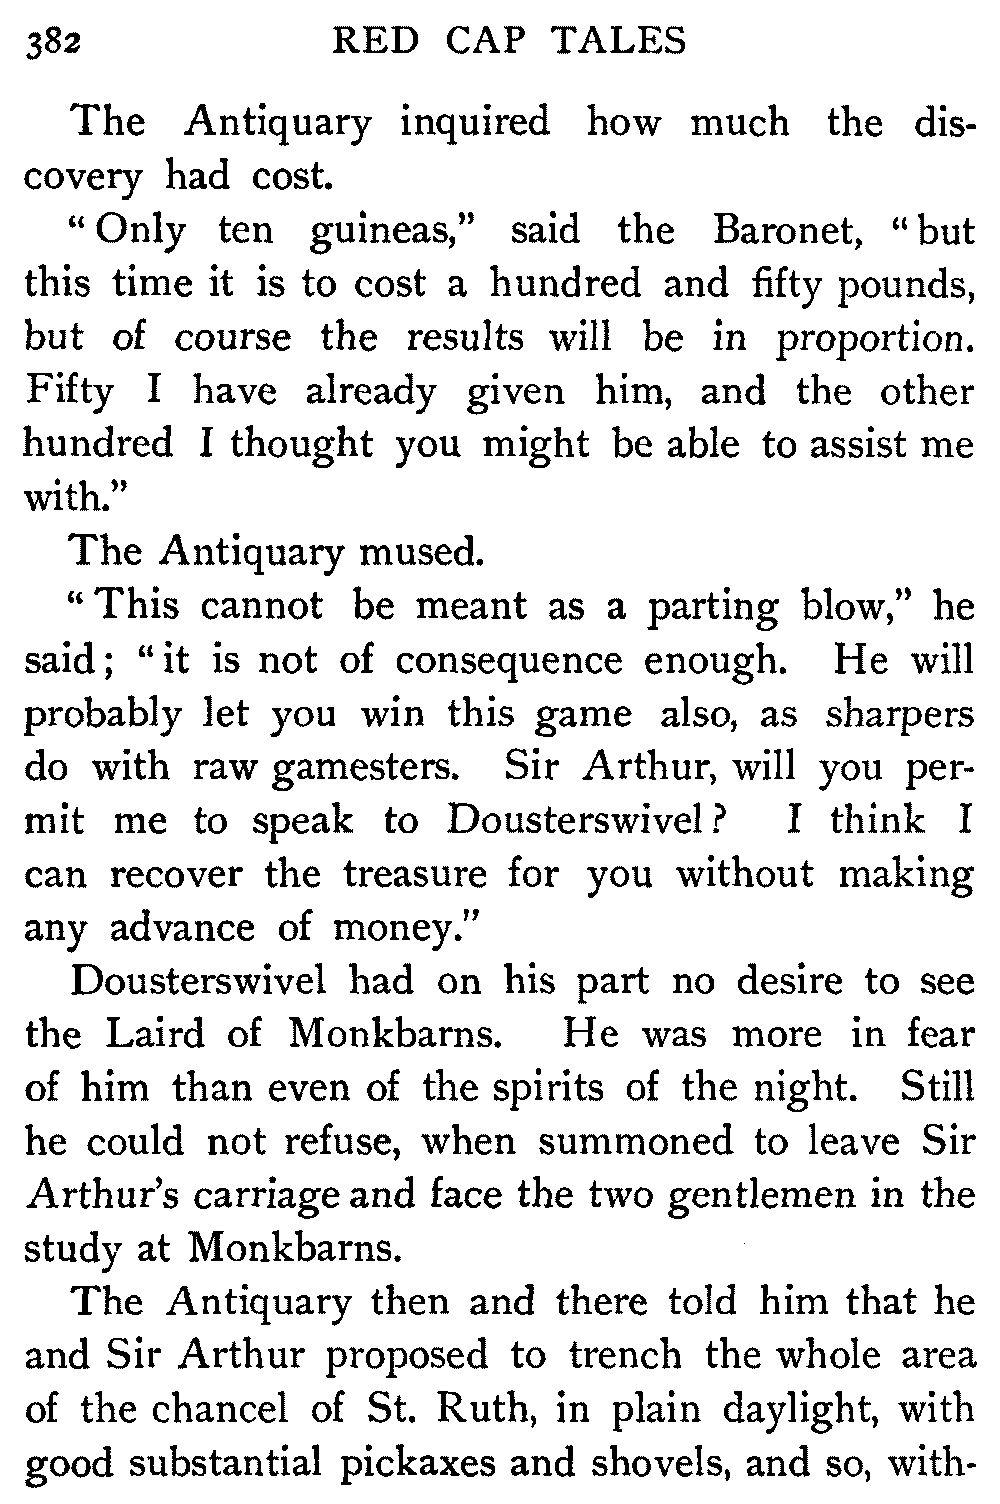 382 RED CAP TALES
The Antiquary inquired how much the dis-
covery had cost.
“Only ten guineas,” said the Baronet, “but
this time it is to cost a hundred and fifty pounds,
but of course the results will be in proportion.
Fifty I have already given him, and the other
hundred I thought you might be able to assist me
with.”
The Antiquary mused.
“This cannot be meant as a parting blow,” he
said; “it is not of consequence enough. He will
probably let you win this game also, as sharpers
do with raw gamesters. Sir Arthur, will you per-
mit me to speak to Dousterswivel? I think I
can recover the treasure for you without making
any advance of money.”
Dousterswivel had on his part no desire to see
the Laird of Monkbarns. He was more in fear
of him than even of the spirits of the night. Still
he could not refuse, when summoned to leave Sir
Arthur’s carriage and face the two gentlemen in the
study at Monkbarns.
The Antiquary then and there told him that he
and Sir Arthur proposed to trench the whole area
of the chancel of St. Ruth, in plain daylight, with
good substantial pickaxes and shovels, and so, with-